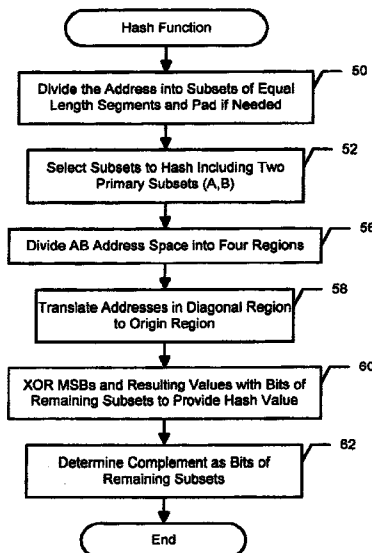 Hash Function
50
Divide the Address into Subsets of Equal
Length Segments and Pad if Needed
52
Select Subsets to Hash Including Two
Primary Subsets (A,B)
56
Divide AB Address Space into Four Regions
58
Translate Addresses in Diagonal Region
to Origin Region
60
XOR MSBs and Resulting Values with Bits of
Remaining Subsets to Provide Hash Value
62
Determine Complement as Bits of
Remaining Subsets
End